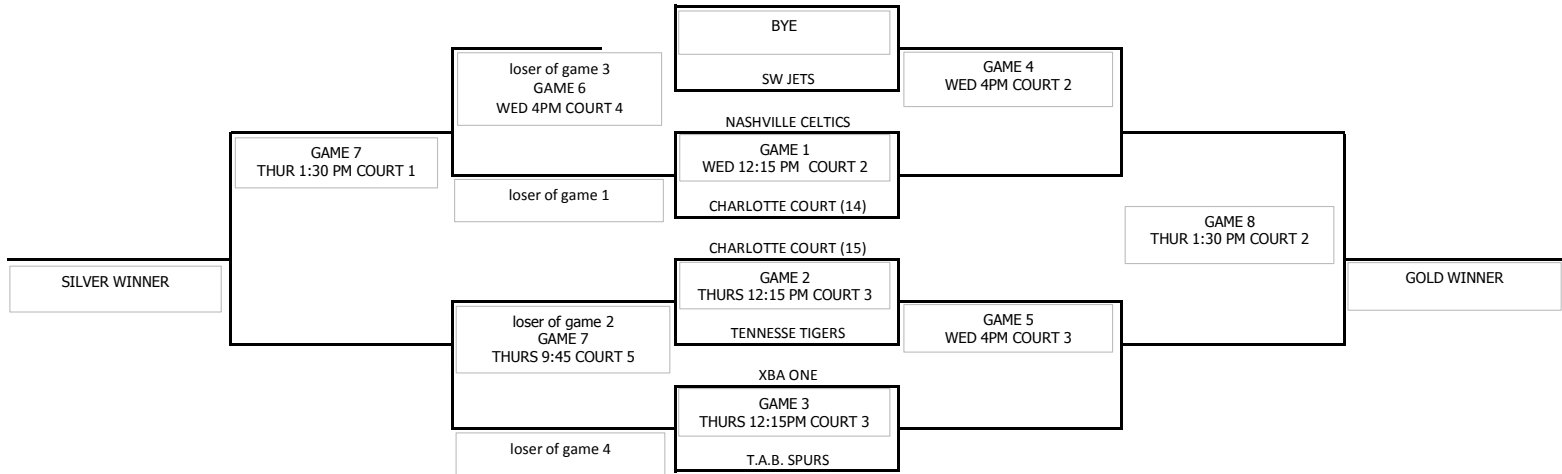 BYE
SW JETS
loser of game 3
GAME 6
WED 4PM COURT 4
GAME 4
WED 4PM COURT 2
NASHVILLE CELTICS
GAME 7
THUR 1:30 PM COURT 1
GAME 1
WED 12:15 PM  COURT 2
loser of game 1
CHARLOTTE COURT (14)
GAME 8
THUR 1:30 PM COURT 2
CHARLOTTE COURT (15)
SILVER WINNER
GAME 2
THURS 12:15 PM COURT 3
GOLD WINNER
loser of game 2
GAME 7
THURS 9:45 COURT 5
TENNESSE TIGERS
GAME 5
WED 4PM COURT 3
XBA ONE
GAME 3
THURS 12:15PM COURT 3
loser of game 4
T.A.B. SPURS